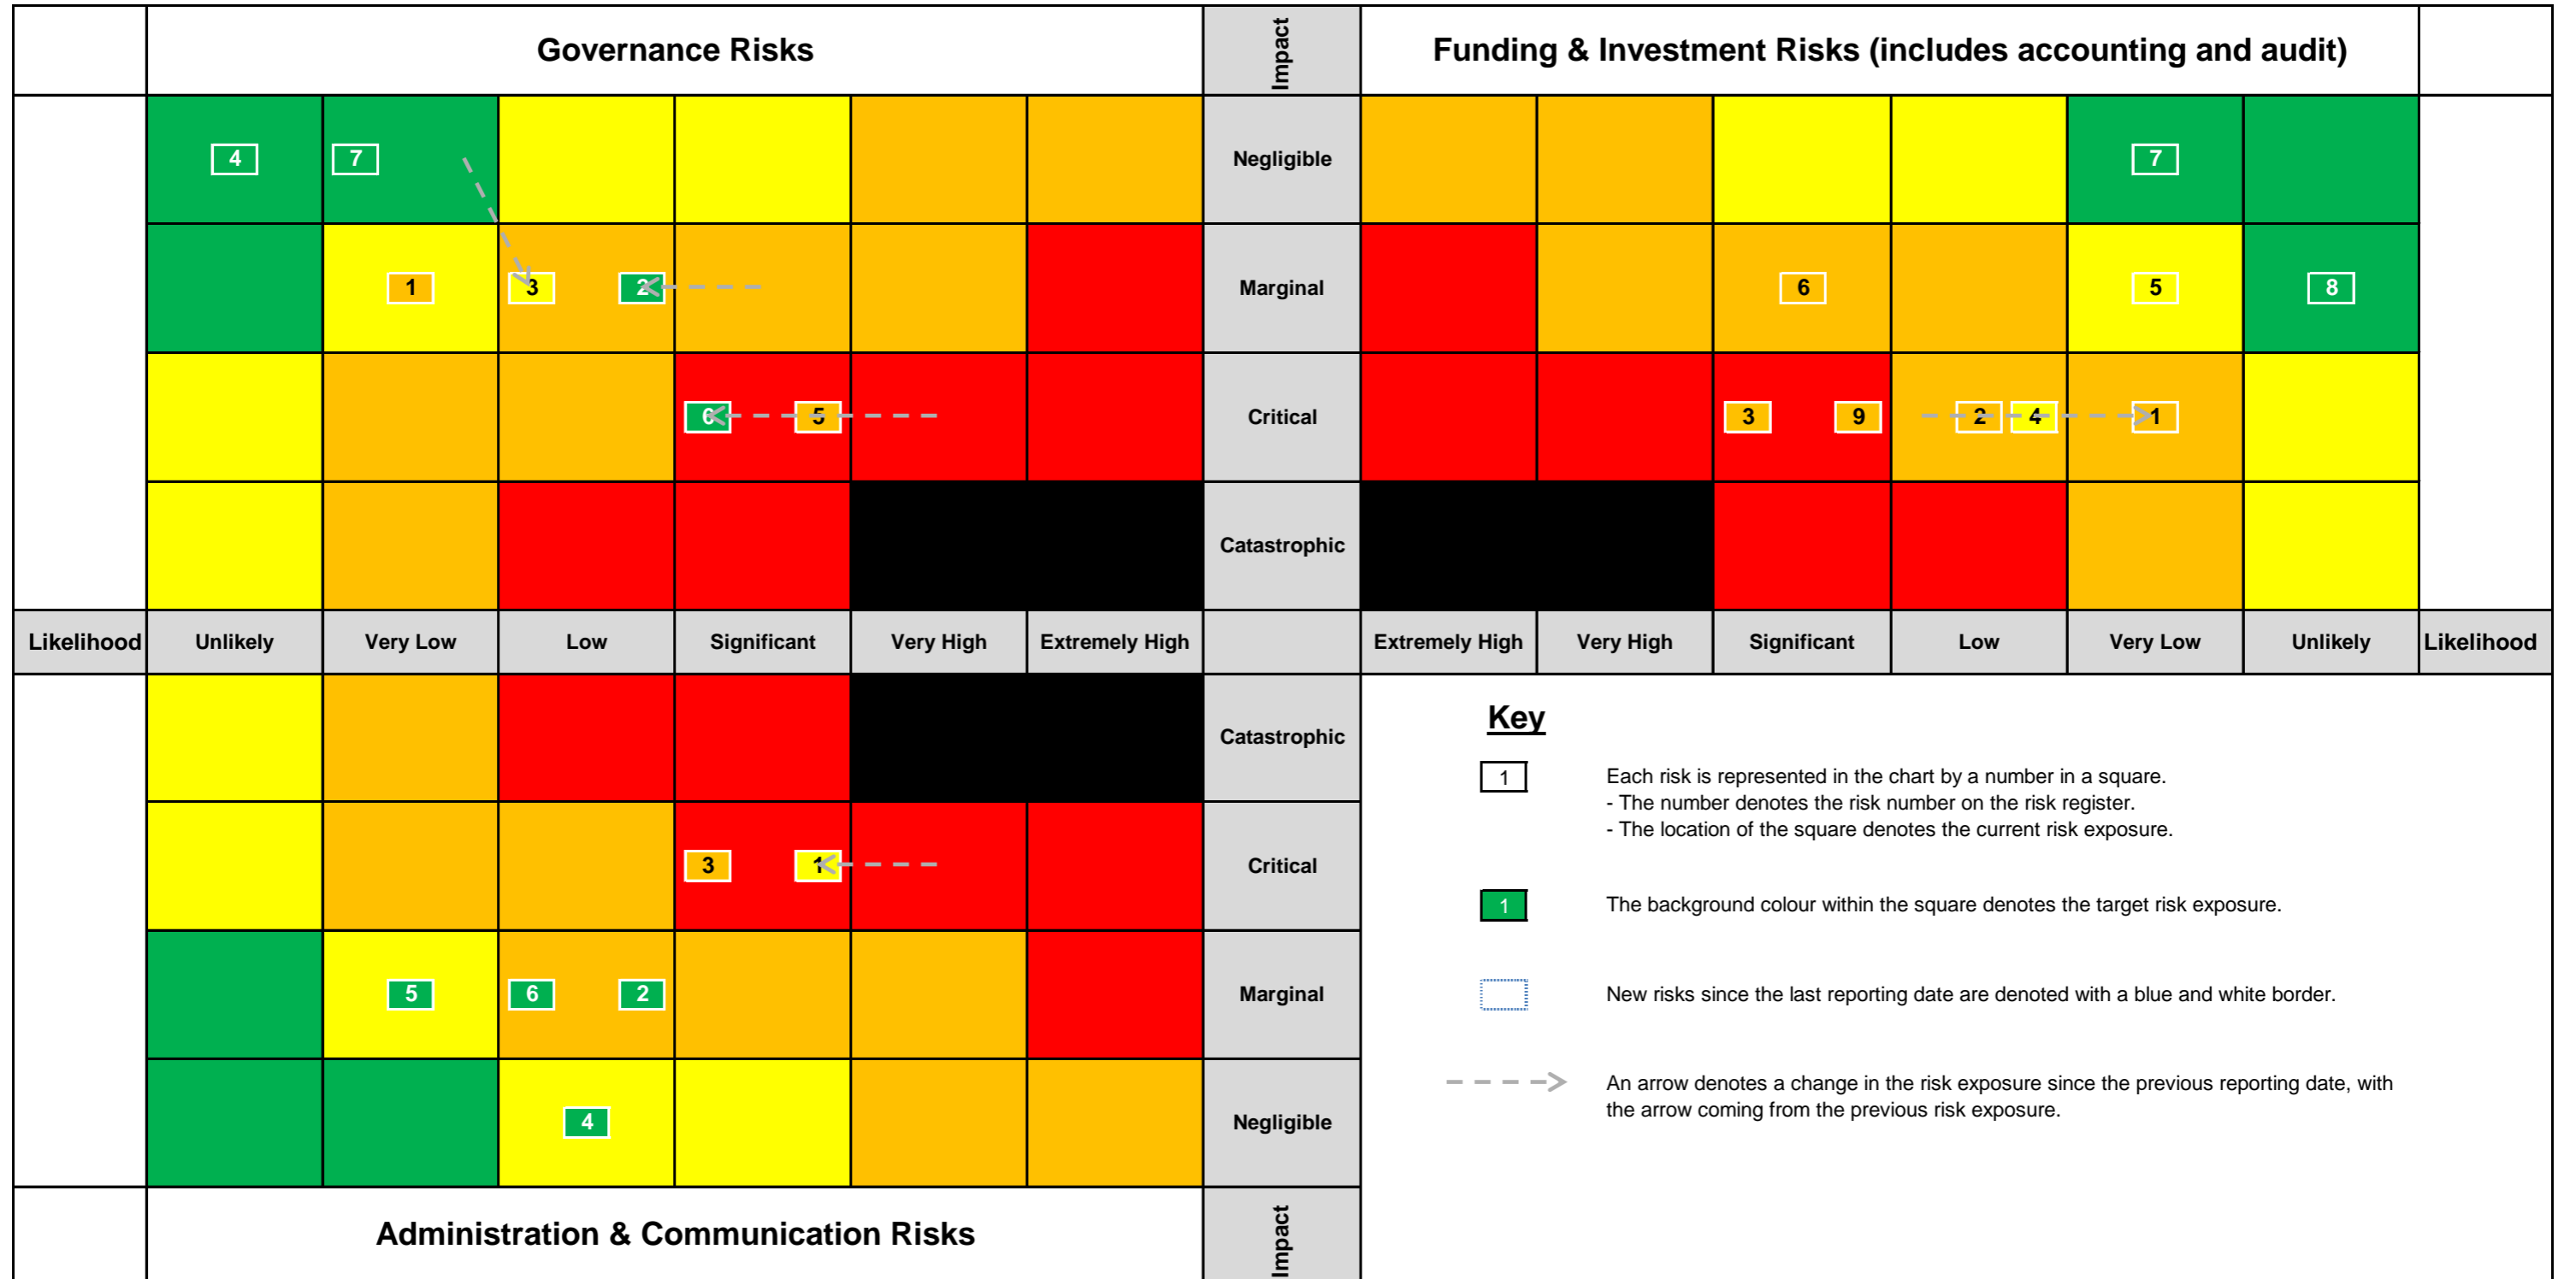 Governance Risks
Impact
Funding & Investment Risks (includes accounting and audit)
4
7
Negligible
7
1
3
2
Marginal
6
5
8
6
5
Critical
3
9
2
4
1
Catastrophic
Likelihood
Unlikely
Very Low
Low
Significant
Very High
Extremely High
Extremely High
Very High
Significant
Low
Very Low
Unlikely
Likelihood
Catastrophic
3
1
Critical
5
6
2
Marginal
4
Negligible
Administration & Communication Risks
Impact
Key
1
Each risk is represented in the chart by a number in a square.
- The number denotes the risk number on the risk register.
- The location of the square denotes the current risk exposure.
1
The background colour within the square denotes the target risk exposure.
New risks since the last reporting date are denoted with a blue and white border.
An arrow denotes a change in the risk exposure since the previous reporting date, with
the arrow coming from the previous risk exposure.